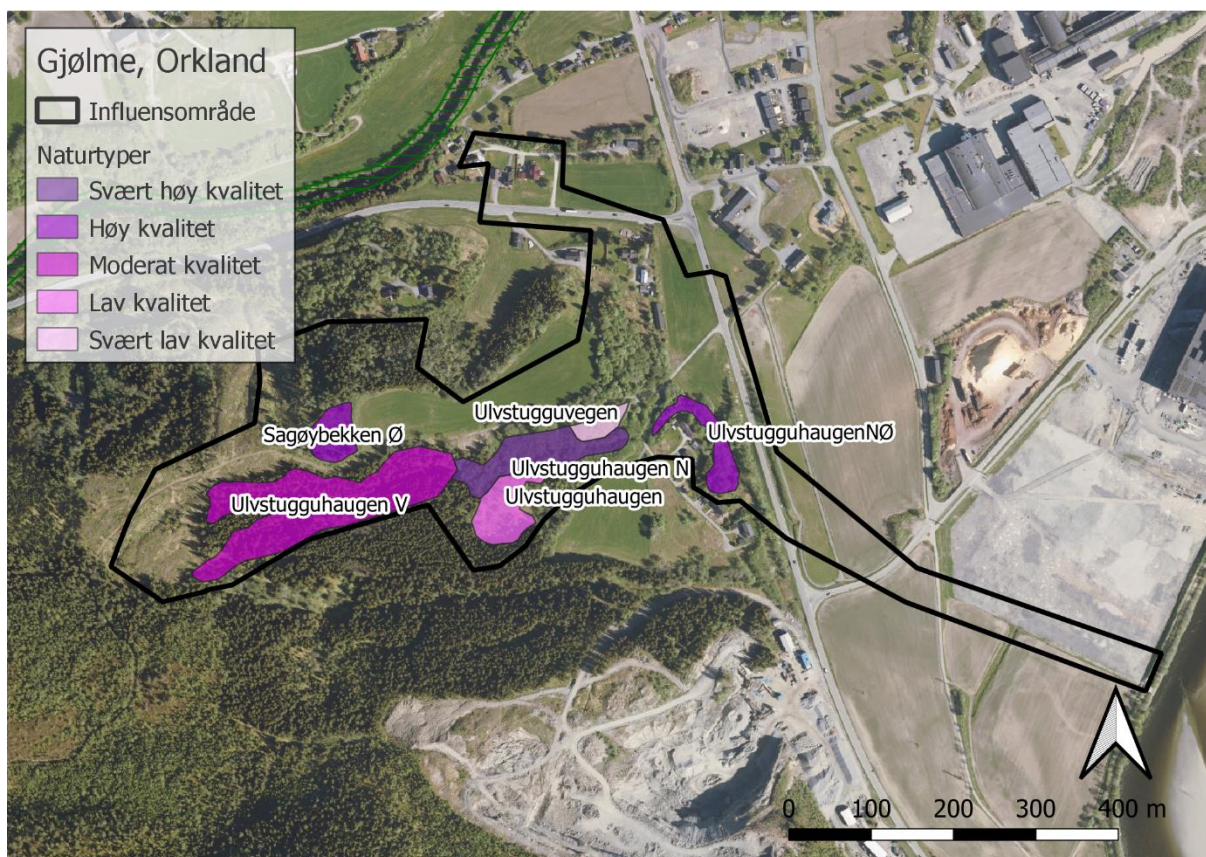 Gjølme, Orkland
Influensområde
Naturtyper
Svært høy kvalitet
Høy kvalitet
Moderat kvalitet
Lav kvalitet
Svært lav kvalitet
Ulvstugguvegen
Sagøybekken Ø
UlvstugguhaugenNØ
Ulvstugguhaugen N
Ulvstugguhaugen
Ulvstugguhaugen V
0 100 200 300 400 m